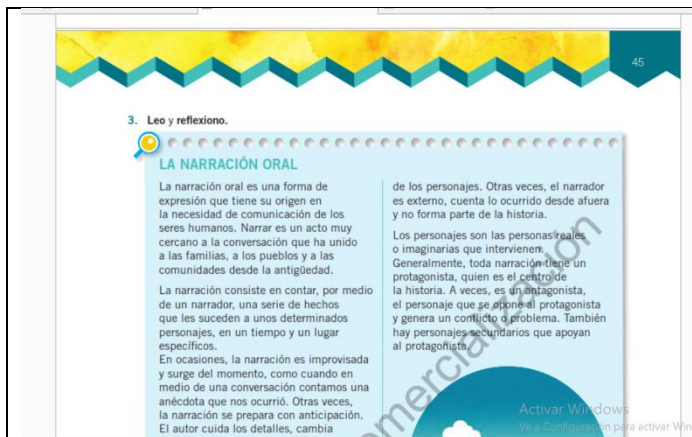 45
3. Leo y reflexiono.
LA NARRACIÓN ORAL
La narración oral es una forma de
expresión que tiene su origen en
la necesidad de comunicación de los
seres humanos. Narrar es un acto muy
cercano a la conversación que ha unido
a las familias, a los pueblos y a las
comunidades desde la antigüedad.
La narración consiste en contar, por medio
de un narrador, una serie de hechos
que les suceden a unos determinados
personajes, en un tiempo y un lugar
específicos.
En ocasiones, la narración es improvisada
y surge del momento, como cuando en
medio de una conversación contamos una
anécdota que nos ocurrió. Otras veces,
la narración se prepara con anticipación.
El autor cuida los detalles, cambia
de los personajes. Otras veces, el narrador
es externo, cuenta lo ocurrido desde afuera
y no forma parte de la historia.
Los personajes son las personas reales
o imaginarias que intervienen.
Generalmente, toda narración tiene un
protagonista, quien es el centro de
la historia. A veces, es un antagonista,
el personaje que se opone al protagonista
y genera un conflicto o problema. También
hay personajes secundarios que apoyan
al protagonista.
omercialización
Activar Windows
Ve a Configuración para activar Win